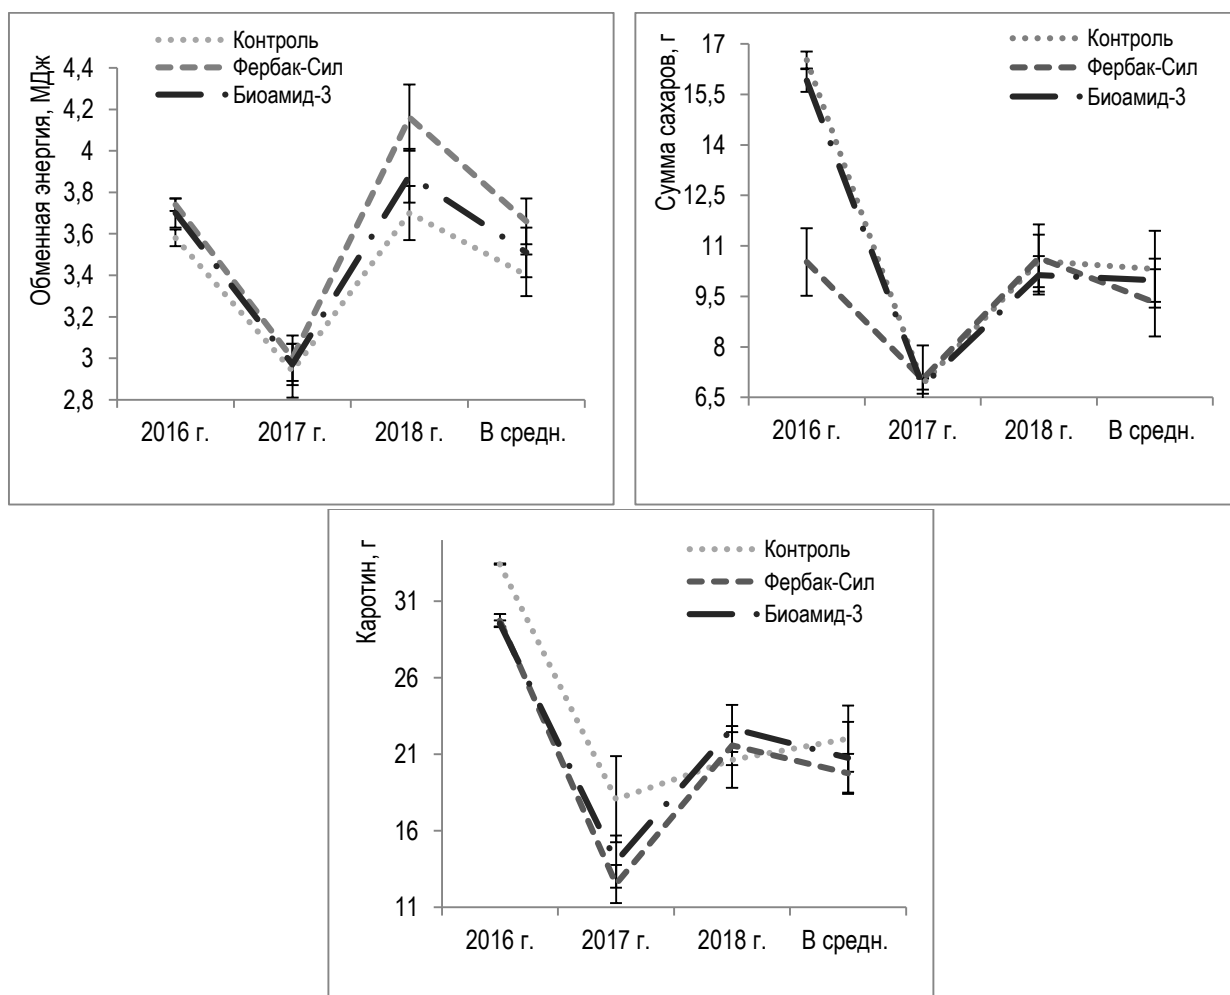 Обменная энергия, МДж
Контроль
Фербак-Сил
Биоамид-3
4,4
4,2
4
3,8
3,6
3,4
3,2
3
2,8
2016 г.
2017 г.
2018 г.
В средн.
Сумма сахаров, г
Контроль
Фербак-Сил
Биоамид-3
17
15,5
14
12,5
11
9,5
8
6,5
2016 г.
2017 г.
2018 г.
В средн.
Каротин, г
Контроль
Фербак-Сил
Биоамид-3
31
26
21
16
11
2016 г.
2017 г.
2018 г.
В средн.